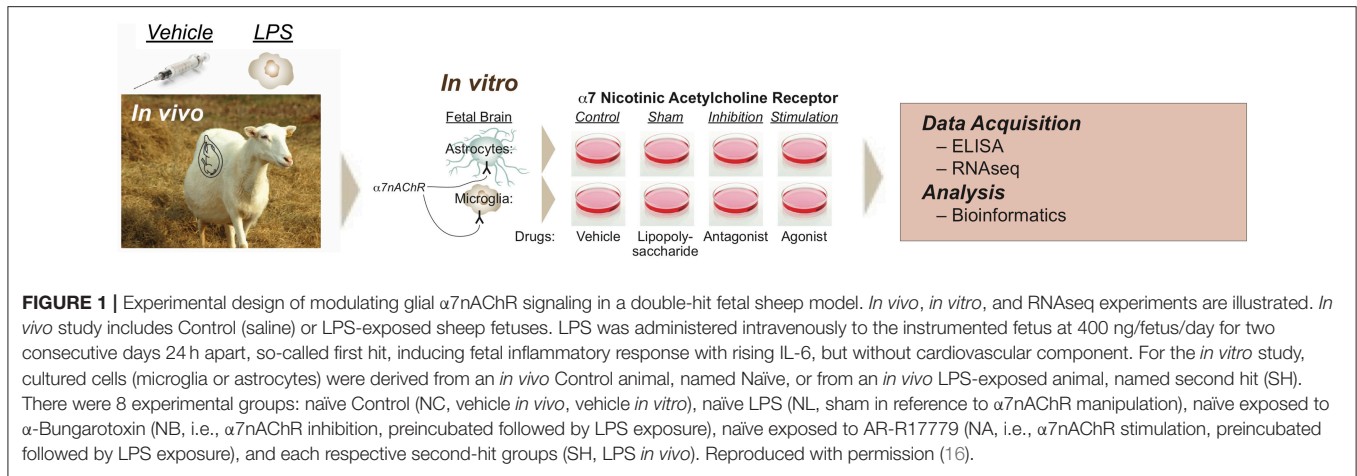 Vehicle LPS
In vivo
In vitro
α7 Nicotinic Acetylcholine Receptor
Fetal Brain
Control Sham Inhibition Stimulation
Astrocytes:
α7nAChR
Microglia:
Drugs: Vehicle Lipopoly-saccharide Antagonist Agonist
Data Acquisition
– ELISA
– RNAseq
Analysis
– Bioinformatics
FIGURE 1 | Experimental design of modulating glial α7nAChR signaling in a double-hit fetal sheep model. In vivo, in vitro, and RNAseq experiments are illustrated. In
vivo study includes Control (saline) or LPS-exposed sheep fetuses. LPS was administered intravenously to the instrumented fetus at 400 ng/fetus/day for two
consecutive days 24 h apart, so-called first hit, inducing fetal inflammatory response with rising IL-6, but without cardiovascular component. For the in vitro study,
cultured cells (microglia or astrocytes) were derived from an in vivo Control animal, named Naïve, or from an in vivo LPS-exposed animal, named second hit (SH).
There were 8 experimental groups: naïve Control (NC, vehicle in vivo, vehicle in vitro), naïve LPS (NL, sham in reference to α7nAChR manipulation), naïve exposed to
α-Bungarotoxin (NB, i.e., α7nAChR inhibition, preincubated followed by LPS exposure), naïve exposed to AR-R17779 (NA, i.e., α7nAChR stimulation, preincubated
followed by LPS exposure), and each respective second-hit groups (SH, LPS in vivo). Reproduced with permission (16).